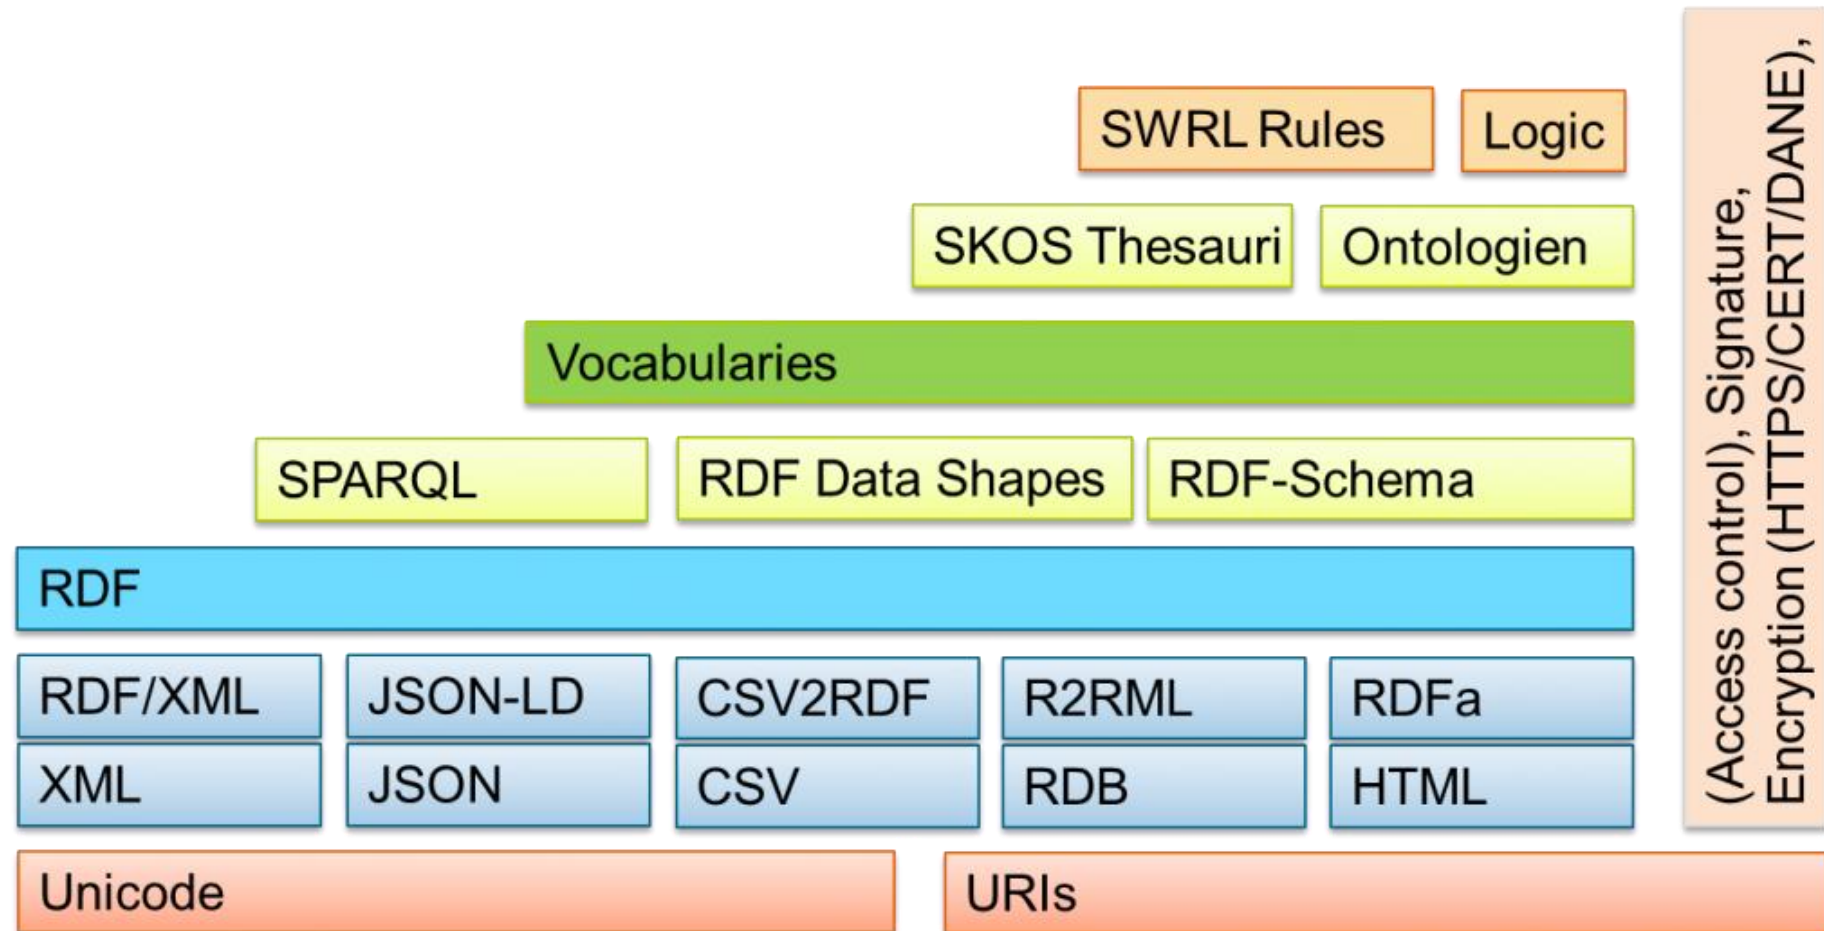 SWRL Rules
Logic
SKOS Thesauri
Ontologien
Vocabularies
SPARQL
RDF Data Shapes
RDF-Schema
RDF
RDF/XML
JSON-LD
CSV2RDF
R2RML
RDFa
XML
JSON
CSV
RDB
HTML
Unicode
URIs
(Access control), Signature,
Encryption (HTTPS/CERT/DANE),